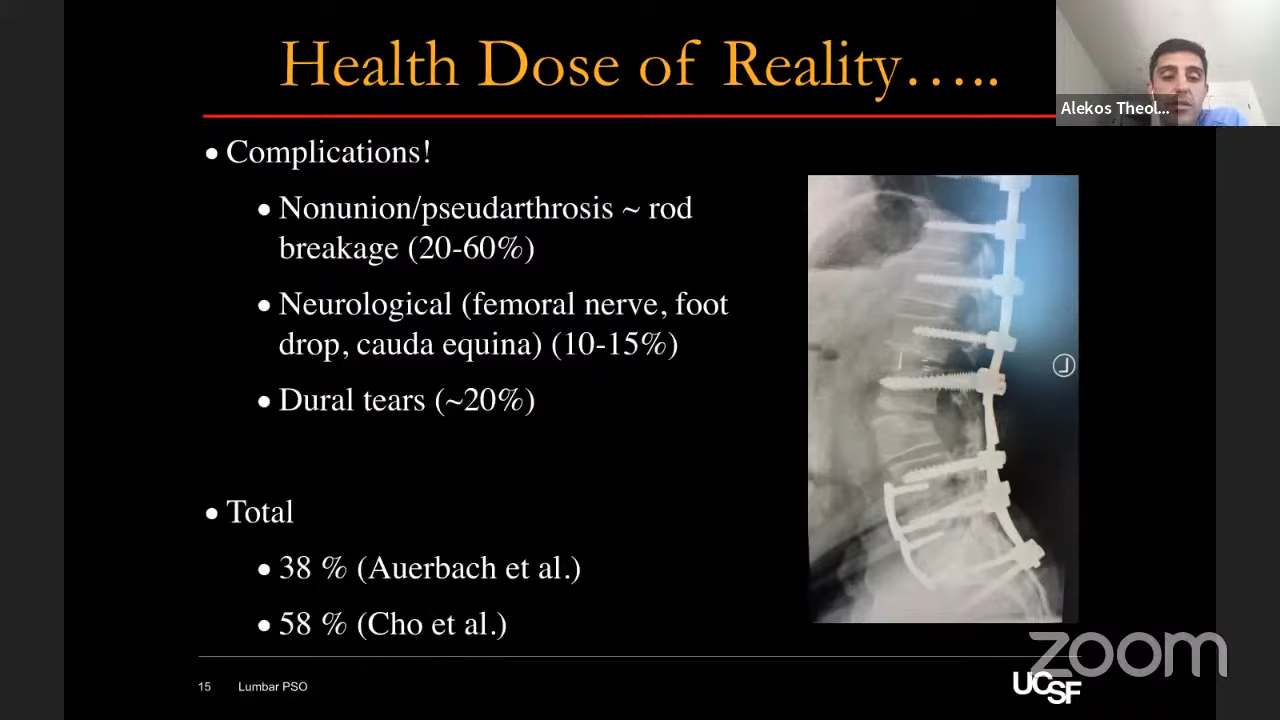 Health Dose of Reality…..
Alekos Theol...
• Complications!
• Nonunion/pseudarthrosis ~ rod
breakage (20-60%)
• Neurological (femoral nerve, foot
drop, cauda equina) (10-15%)
• Dural tears (~20%)
L
• Total
• 38 % (Auerbach et al.)
• 58 % (Cho et al.)
zoom
15 Lumbar PSO
UCSF